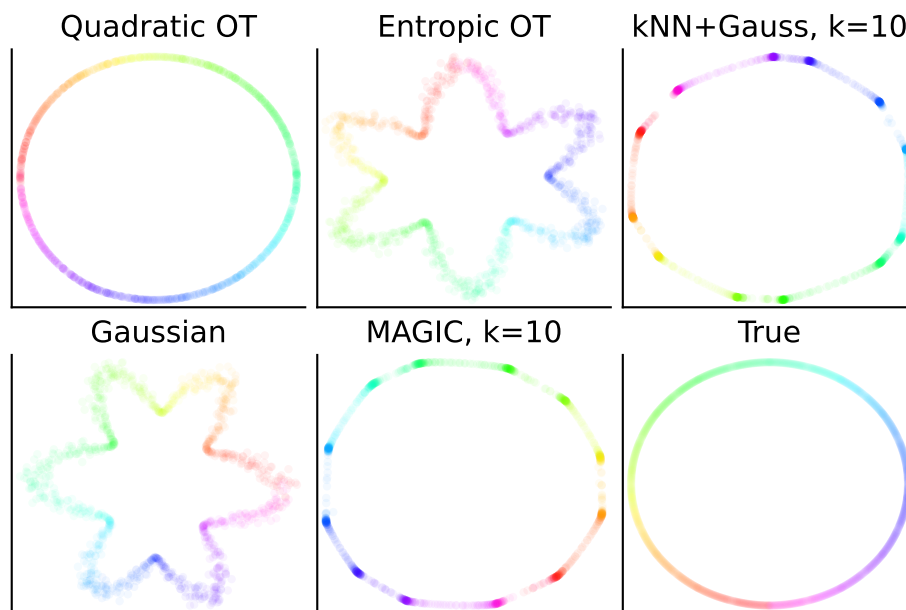 Quadratic OT
Entropic OT
kNN+Gauss, k=10
Gaussian
MAGIC, k=10
True